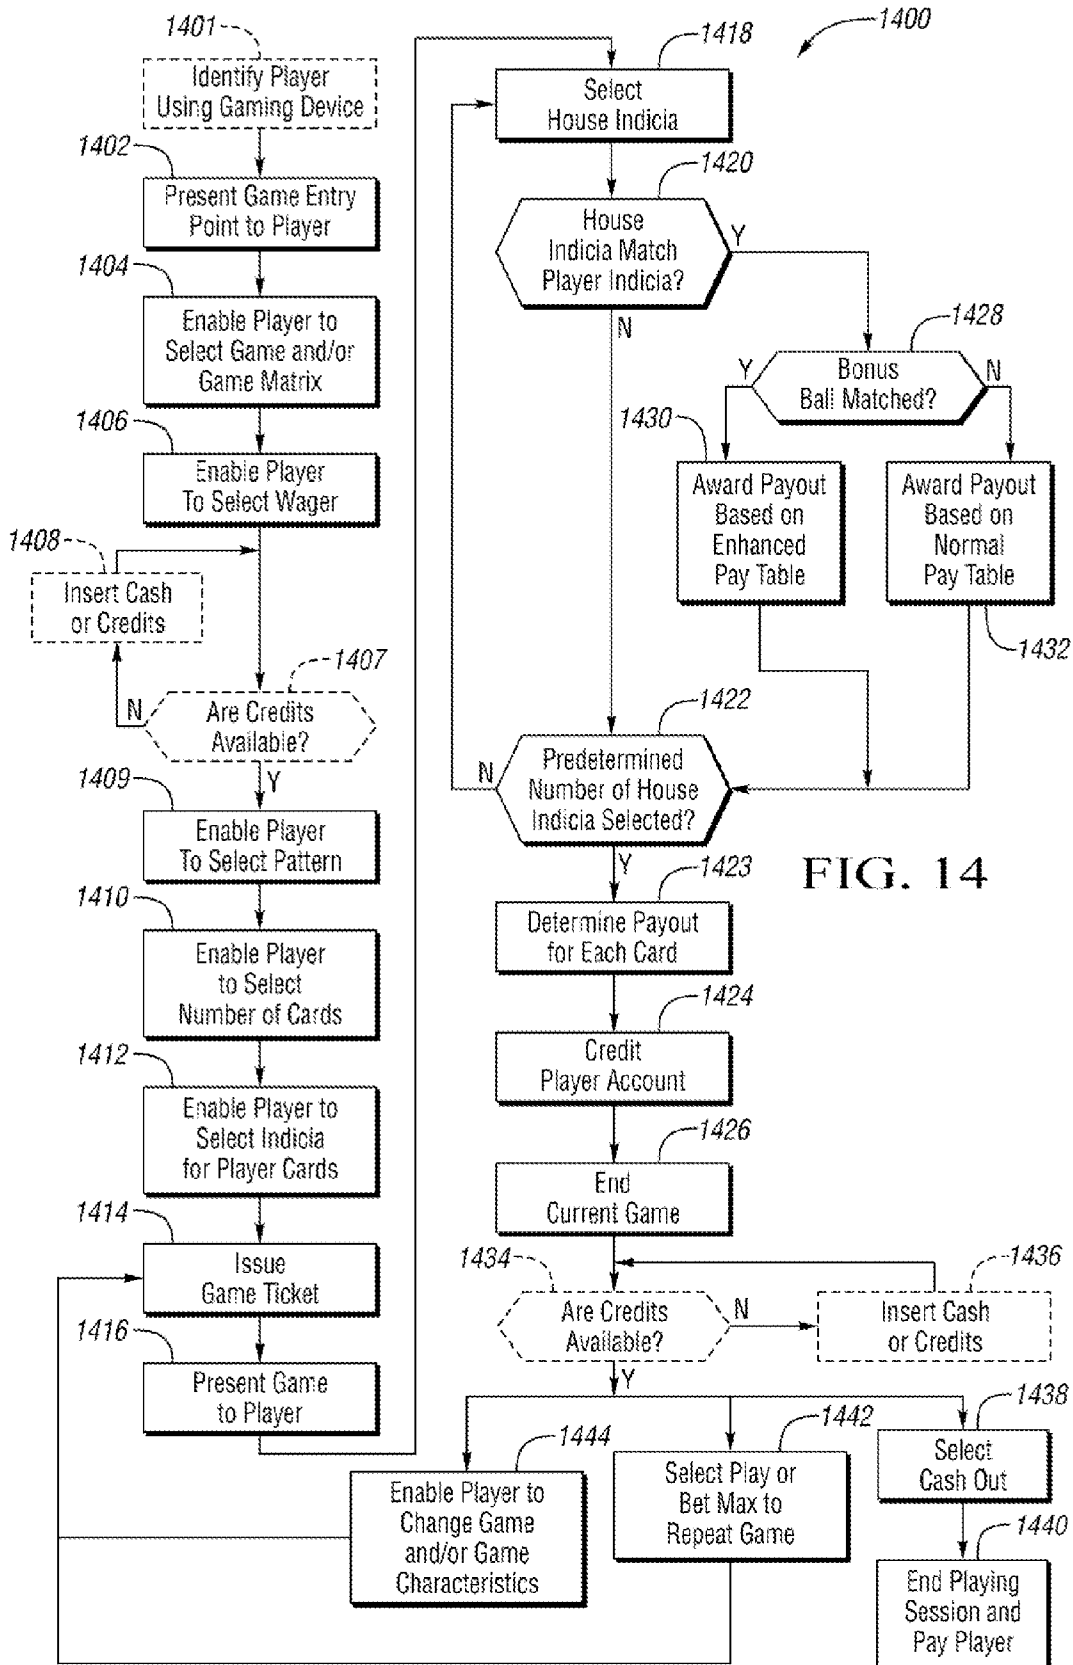 1401
Identify Player
Using Gaming Device
1402
Present Game Entry
Point to Player
1404
Enable Player to
Select Game and/or
Game Matrix
1406
Enable Player
To Select Wager
1408
Insert Cash
or Credits
1407
N
Are Credits
Available?
Y
1409
Enable Player
To Select Pattern
1410
Enable Player
to Select
Number of Cards
1412
Enable Player to
Select Indicia
for Player Cards
1414
Issue
Game Ticket
1416
Present Game
to Player
1400
1418
Select
House Indicia
1420
House
Indicia Match
Player Indicia?
Y
N
1428
Y
Bonus
Ball Matched?
N
1430
Award Payout
Based on
Enhanced
Pay Table
Award Payout
Based on
Normal
Pay Table
1432
1422
N
Predetermined
Number of House
Indicia Selected?
Y
FIG. 14
1423
Determine Payout
for Each Card
1424
Credit
Player Account
1426
End
Current Game
1434
Are Credits
Available?
N
Y
1436
Insert Cash
or Credits
1444
Enable Player to
Change Game
and/or Game
Characteristics
1442
Select Play or
Bet Max to
Repeat Game
1438
Select
Cash Out
1440
End Playing
Session and
Pay Player